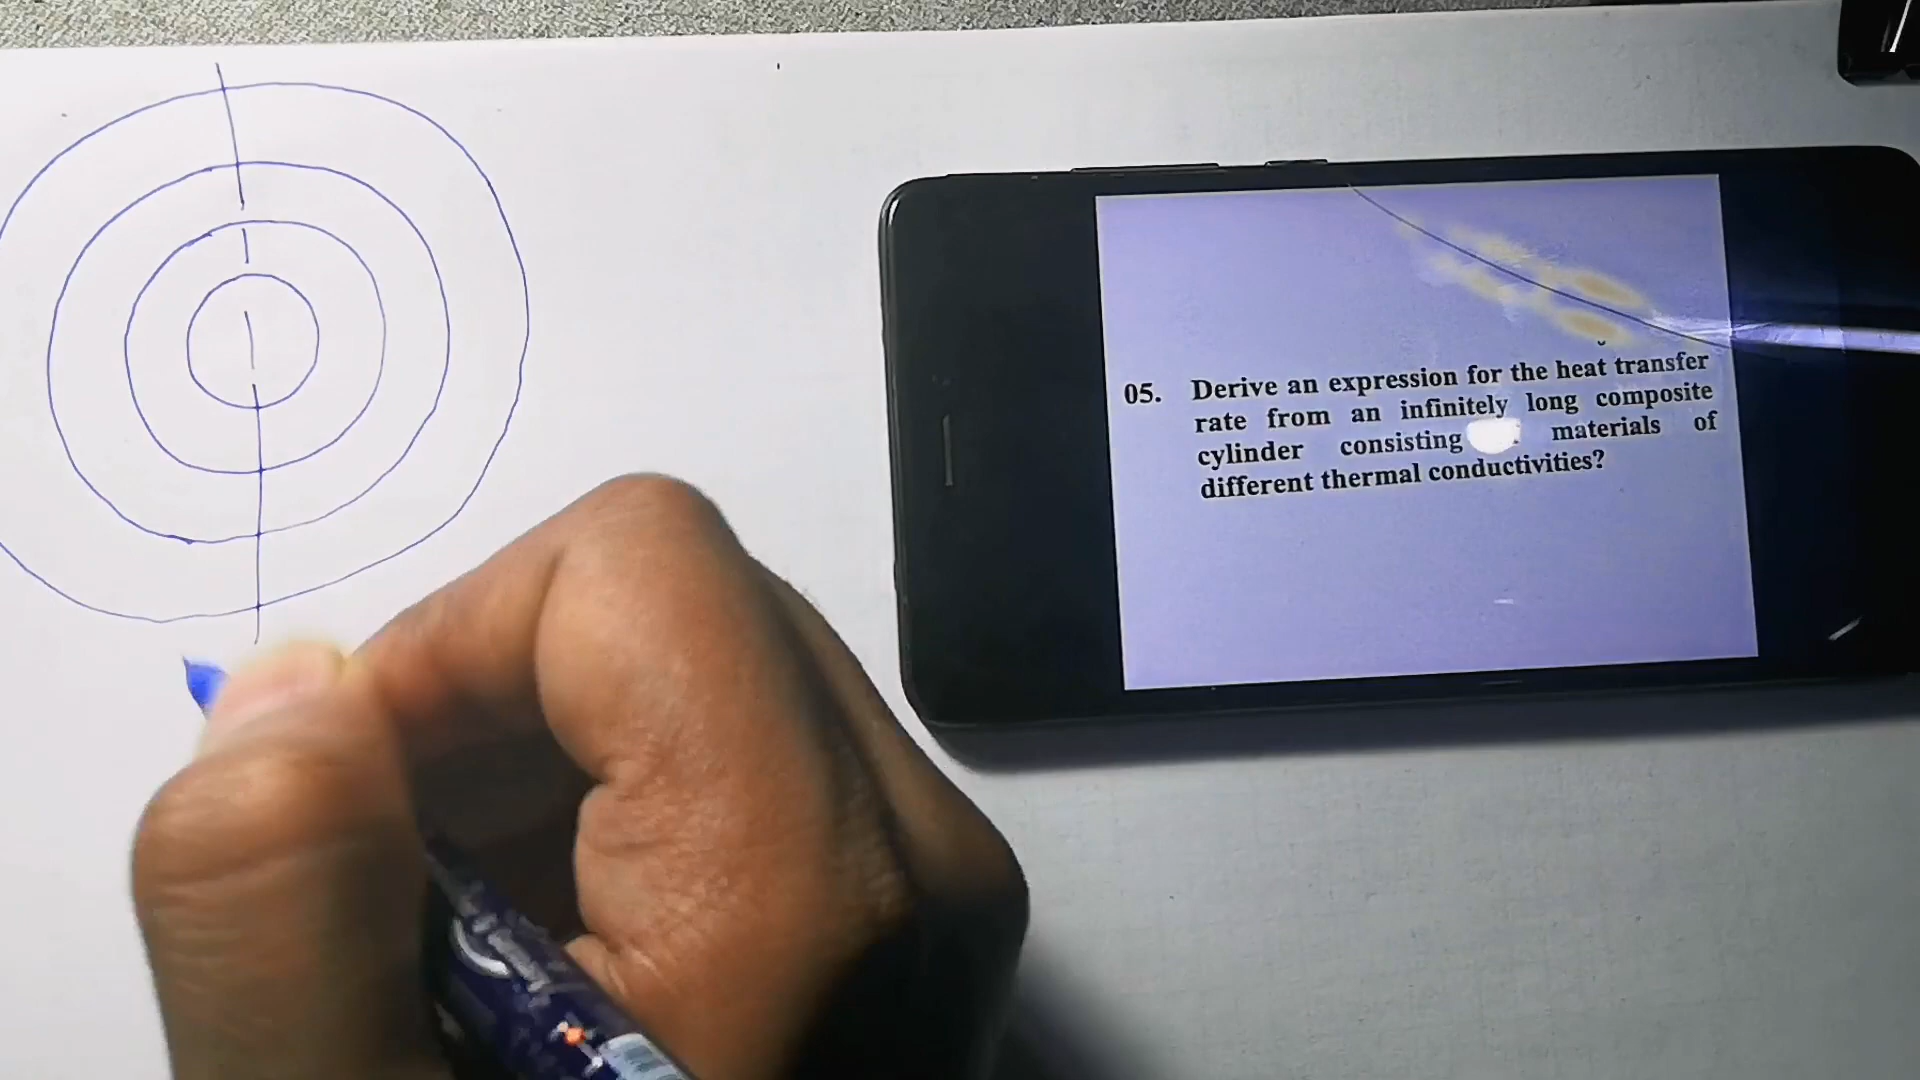 05. Derive an expression for the heat transfer
rate from an infinitely long composite
cylinder consisting materials of
different thermal conductivities?